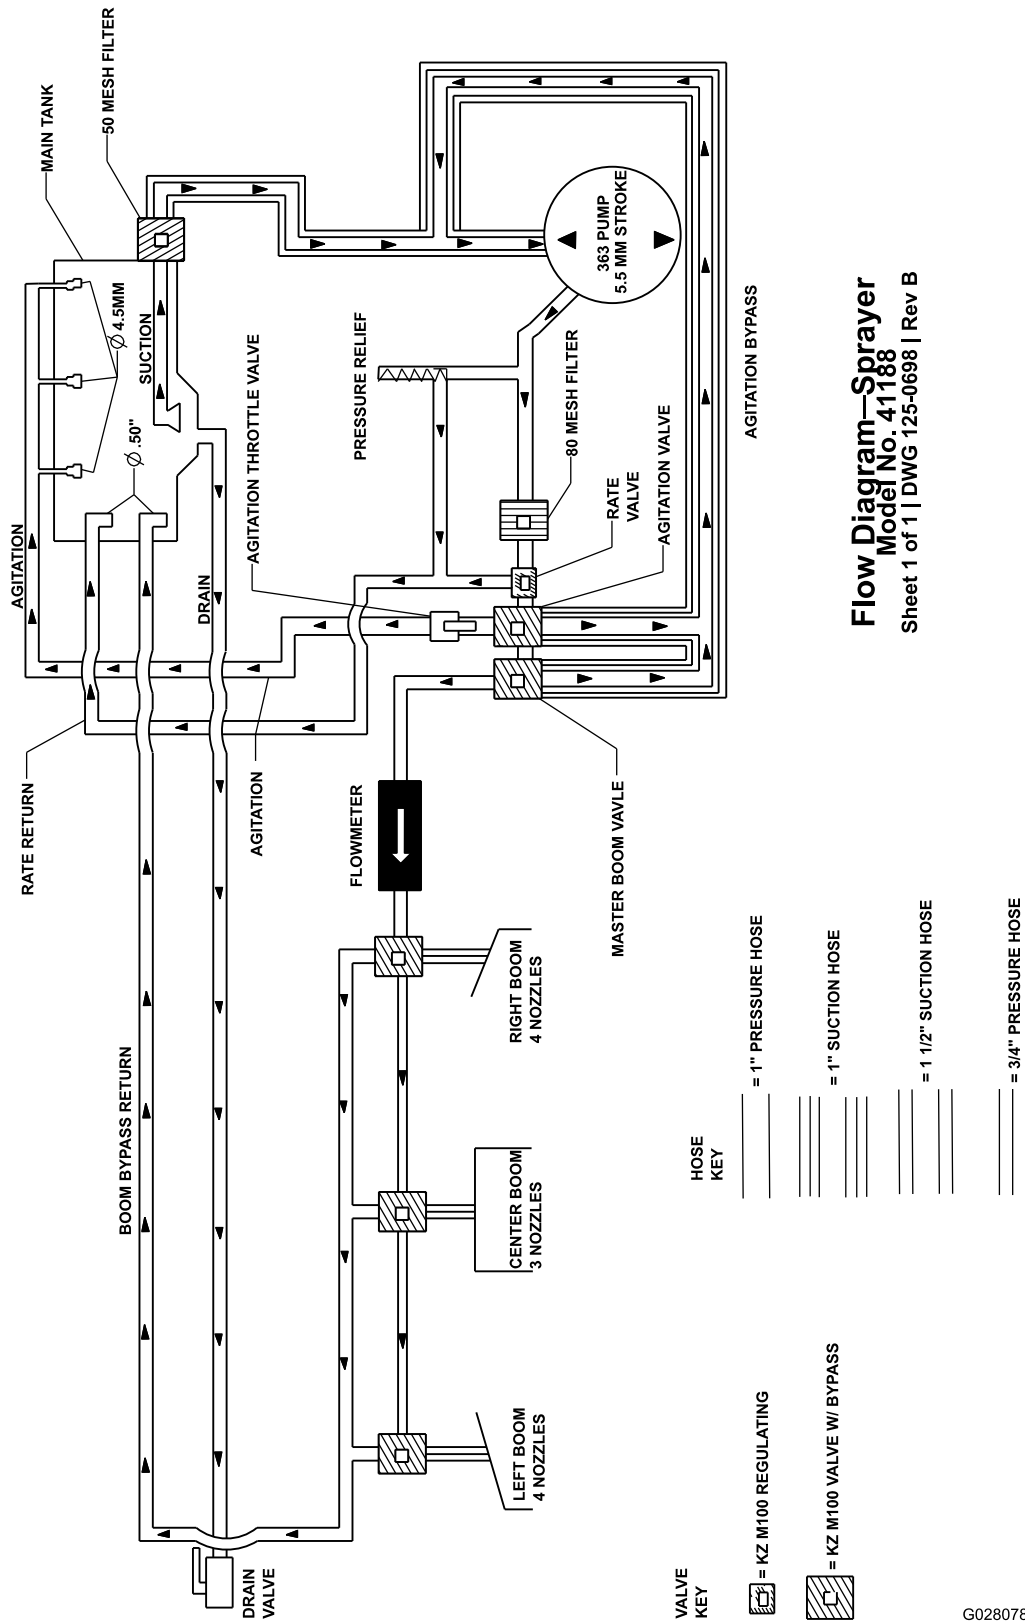 MAIN TANK
50 MESH FILTER
AGITATION
Ø 4.5MM
SUCTION
Ø .50"
DRAIN
AGITATION THROTTLE VALVE
PRESSURE RELIEF
363 PUMP
5.5 MM STROKE
80 MESH FILTER
RATE
VALVE
AGITATION VALVE
AGITATION BYPASS
RATE RETURN
AGITATION
FLOWMETER
MASTER BOOM VAVLE
BOOM BYPASS RETURN
RIGHT BOOM
4 NOZZLES
CENTER BOOM
3 NOZZLES
LEFT BOOM
4 NOZZLES
DRAIN
VALVE
HOSE
KEY
= 1" PRESSURE HOSE
= 1" SUCTION HOSE
= 1 1/2" SUCTION HOSE
= 3/4" PRESSURE HOSE
VALVE
KEY
= KZ M100 REGULATING
= KZ M100 VALVE W/ BYPASS
Flow Diagram—Sprayer
Model No. 41188
Sheet 1 of 1 | DWG 125-0698 | Rev B
G028078